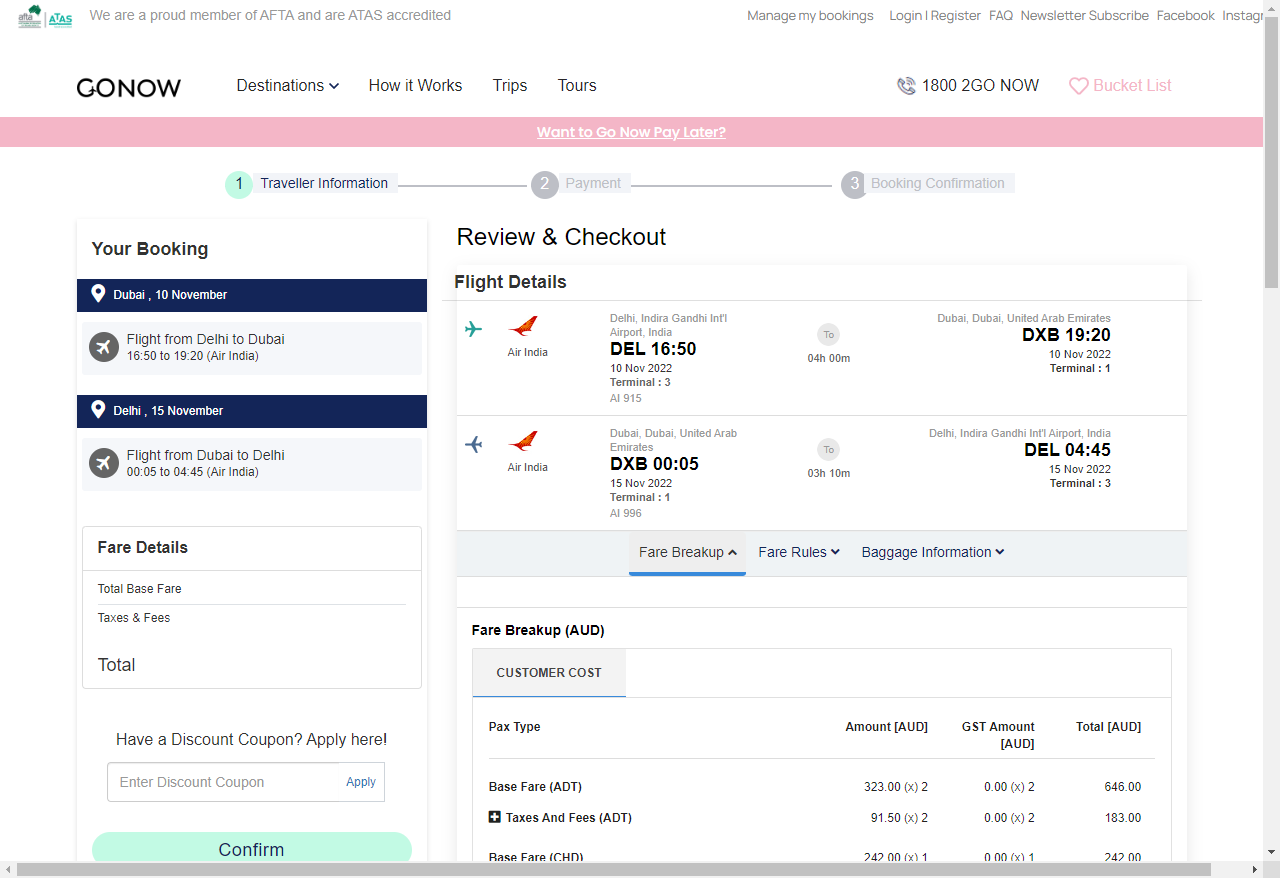 We are a proud member of AFTA and are ATAS accredited
Manage my bookings Login | Register FAQ Newsletter Subscribe Facebook
afta ATAS
GONOW
Destinations How it Works Trips Tours
1800 2GO NOW Bucket List
Want to Go Now Pay Later?
1 Traveller Information 2 Payment 3 Booking Confirmation
Your Booking
Dubai , 10 November
Flight from Delhi to Dubai
16:50 to 19:20 (Air India)
Delhi , 15 November
Flight from Dubai to Delhi
00:05 to 04:45 (Air India)
Fare Details
Total Base Fare
Taxes & Fees
Total
Have a Discount Coupon? Apply here!
Enter Discount Coupon Apply
Confirm
Review & Checkout
Flight Details
Air India
Delhi, Indira Gandhi Int'l
Airport, India
DEL 16:50
10 Nov 2022
Terminal : 3
AI 915
To
04h 00m
Dubai, Dubai, United Arab Emirates
DXB 19:20
10 Nov 2022
Terminal : 1
Air India
Dubai, Dubai, United Arab
Emirates
DXB 00:05
15 Nov 2022
Terminal : 1
AI 996
To
03h 10m
Delhi, Indira Gandhi Int'l Airport, India
DEL 04:45
15 Nov 2022
Terminal : 3
Fare Breakup Fare Rules Baggage Information
Fare Breakup (AUD)
CUSTOMER COST
Pax Type Amount [AUD] GST Amount [AUD] Total [AUD]
Base Fare (ADT) 323.00 (x) 2 0.00 (x) 2 646.00
Taxes And Fees (ADT) 91.50 (x) 2 0.00 (x) 2 183.00
Base Fare (CHD) 242.00 (x) 1 0.00 (x) 1 242.00